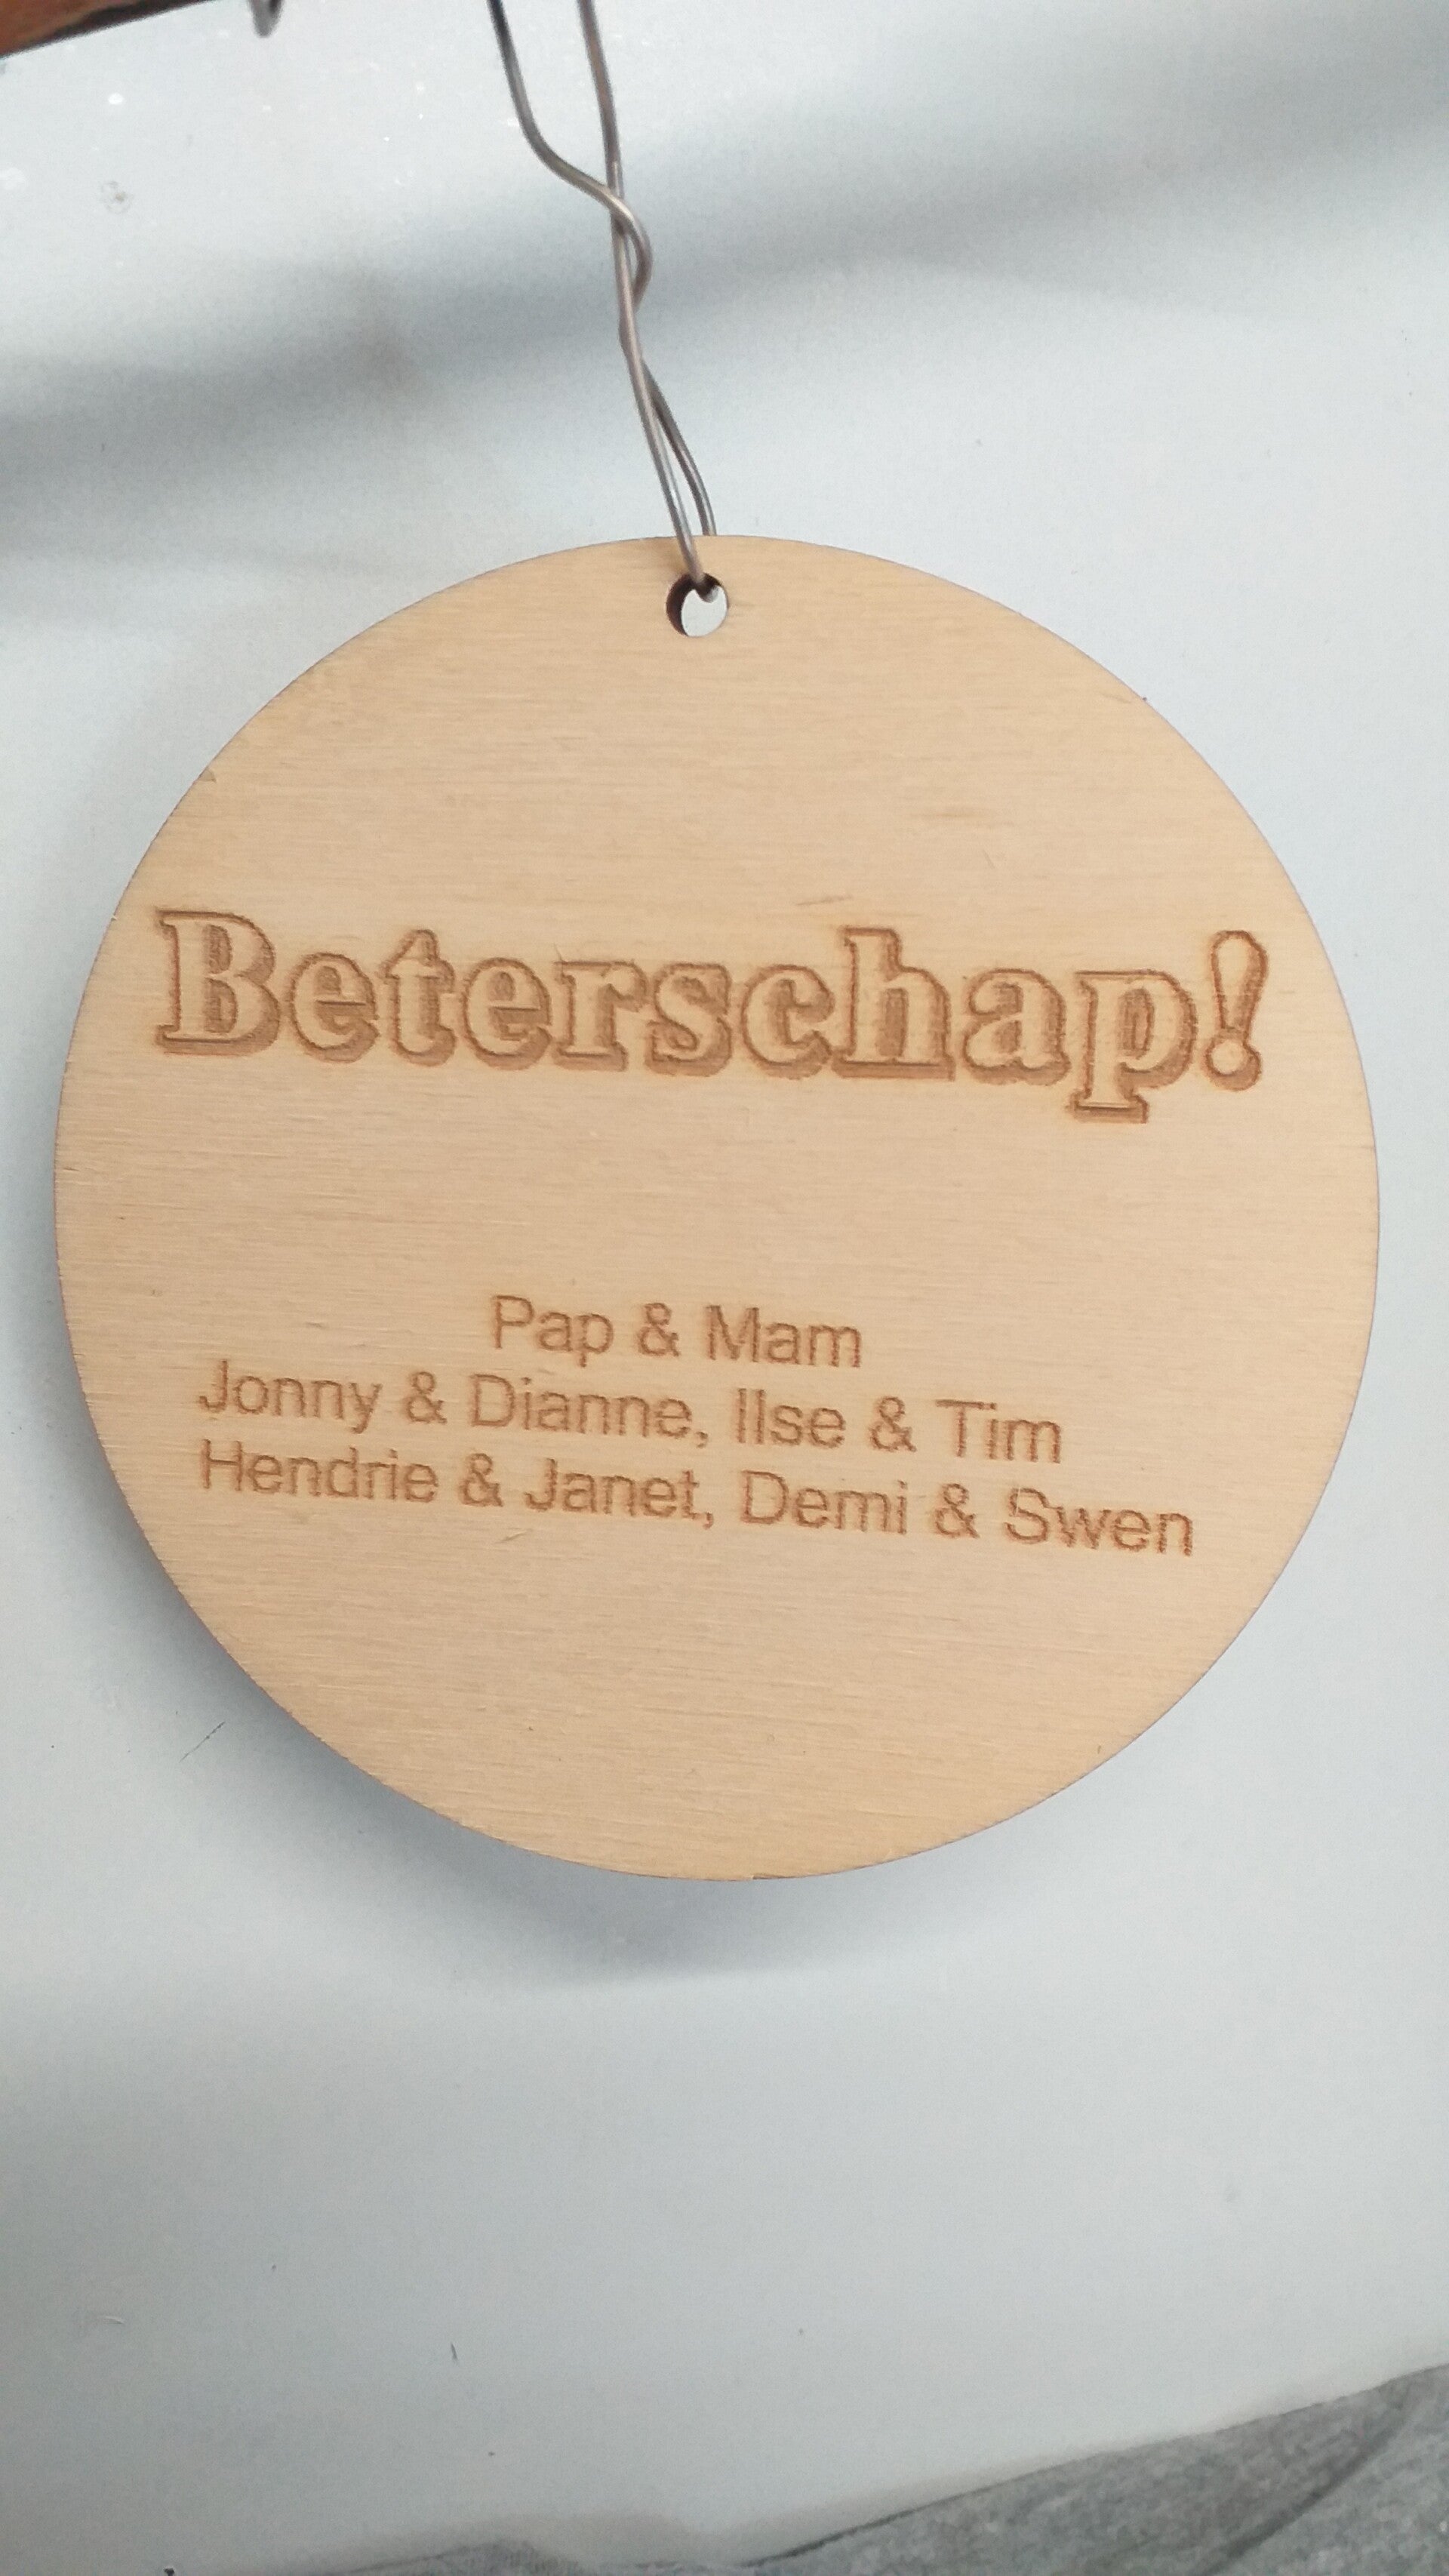 Beterschap!
Pap & Mam
Jonny & Dianne, Ilse & Tim
Hendrie & Janet, Demi & Swen